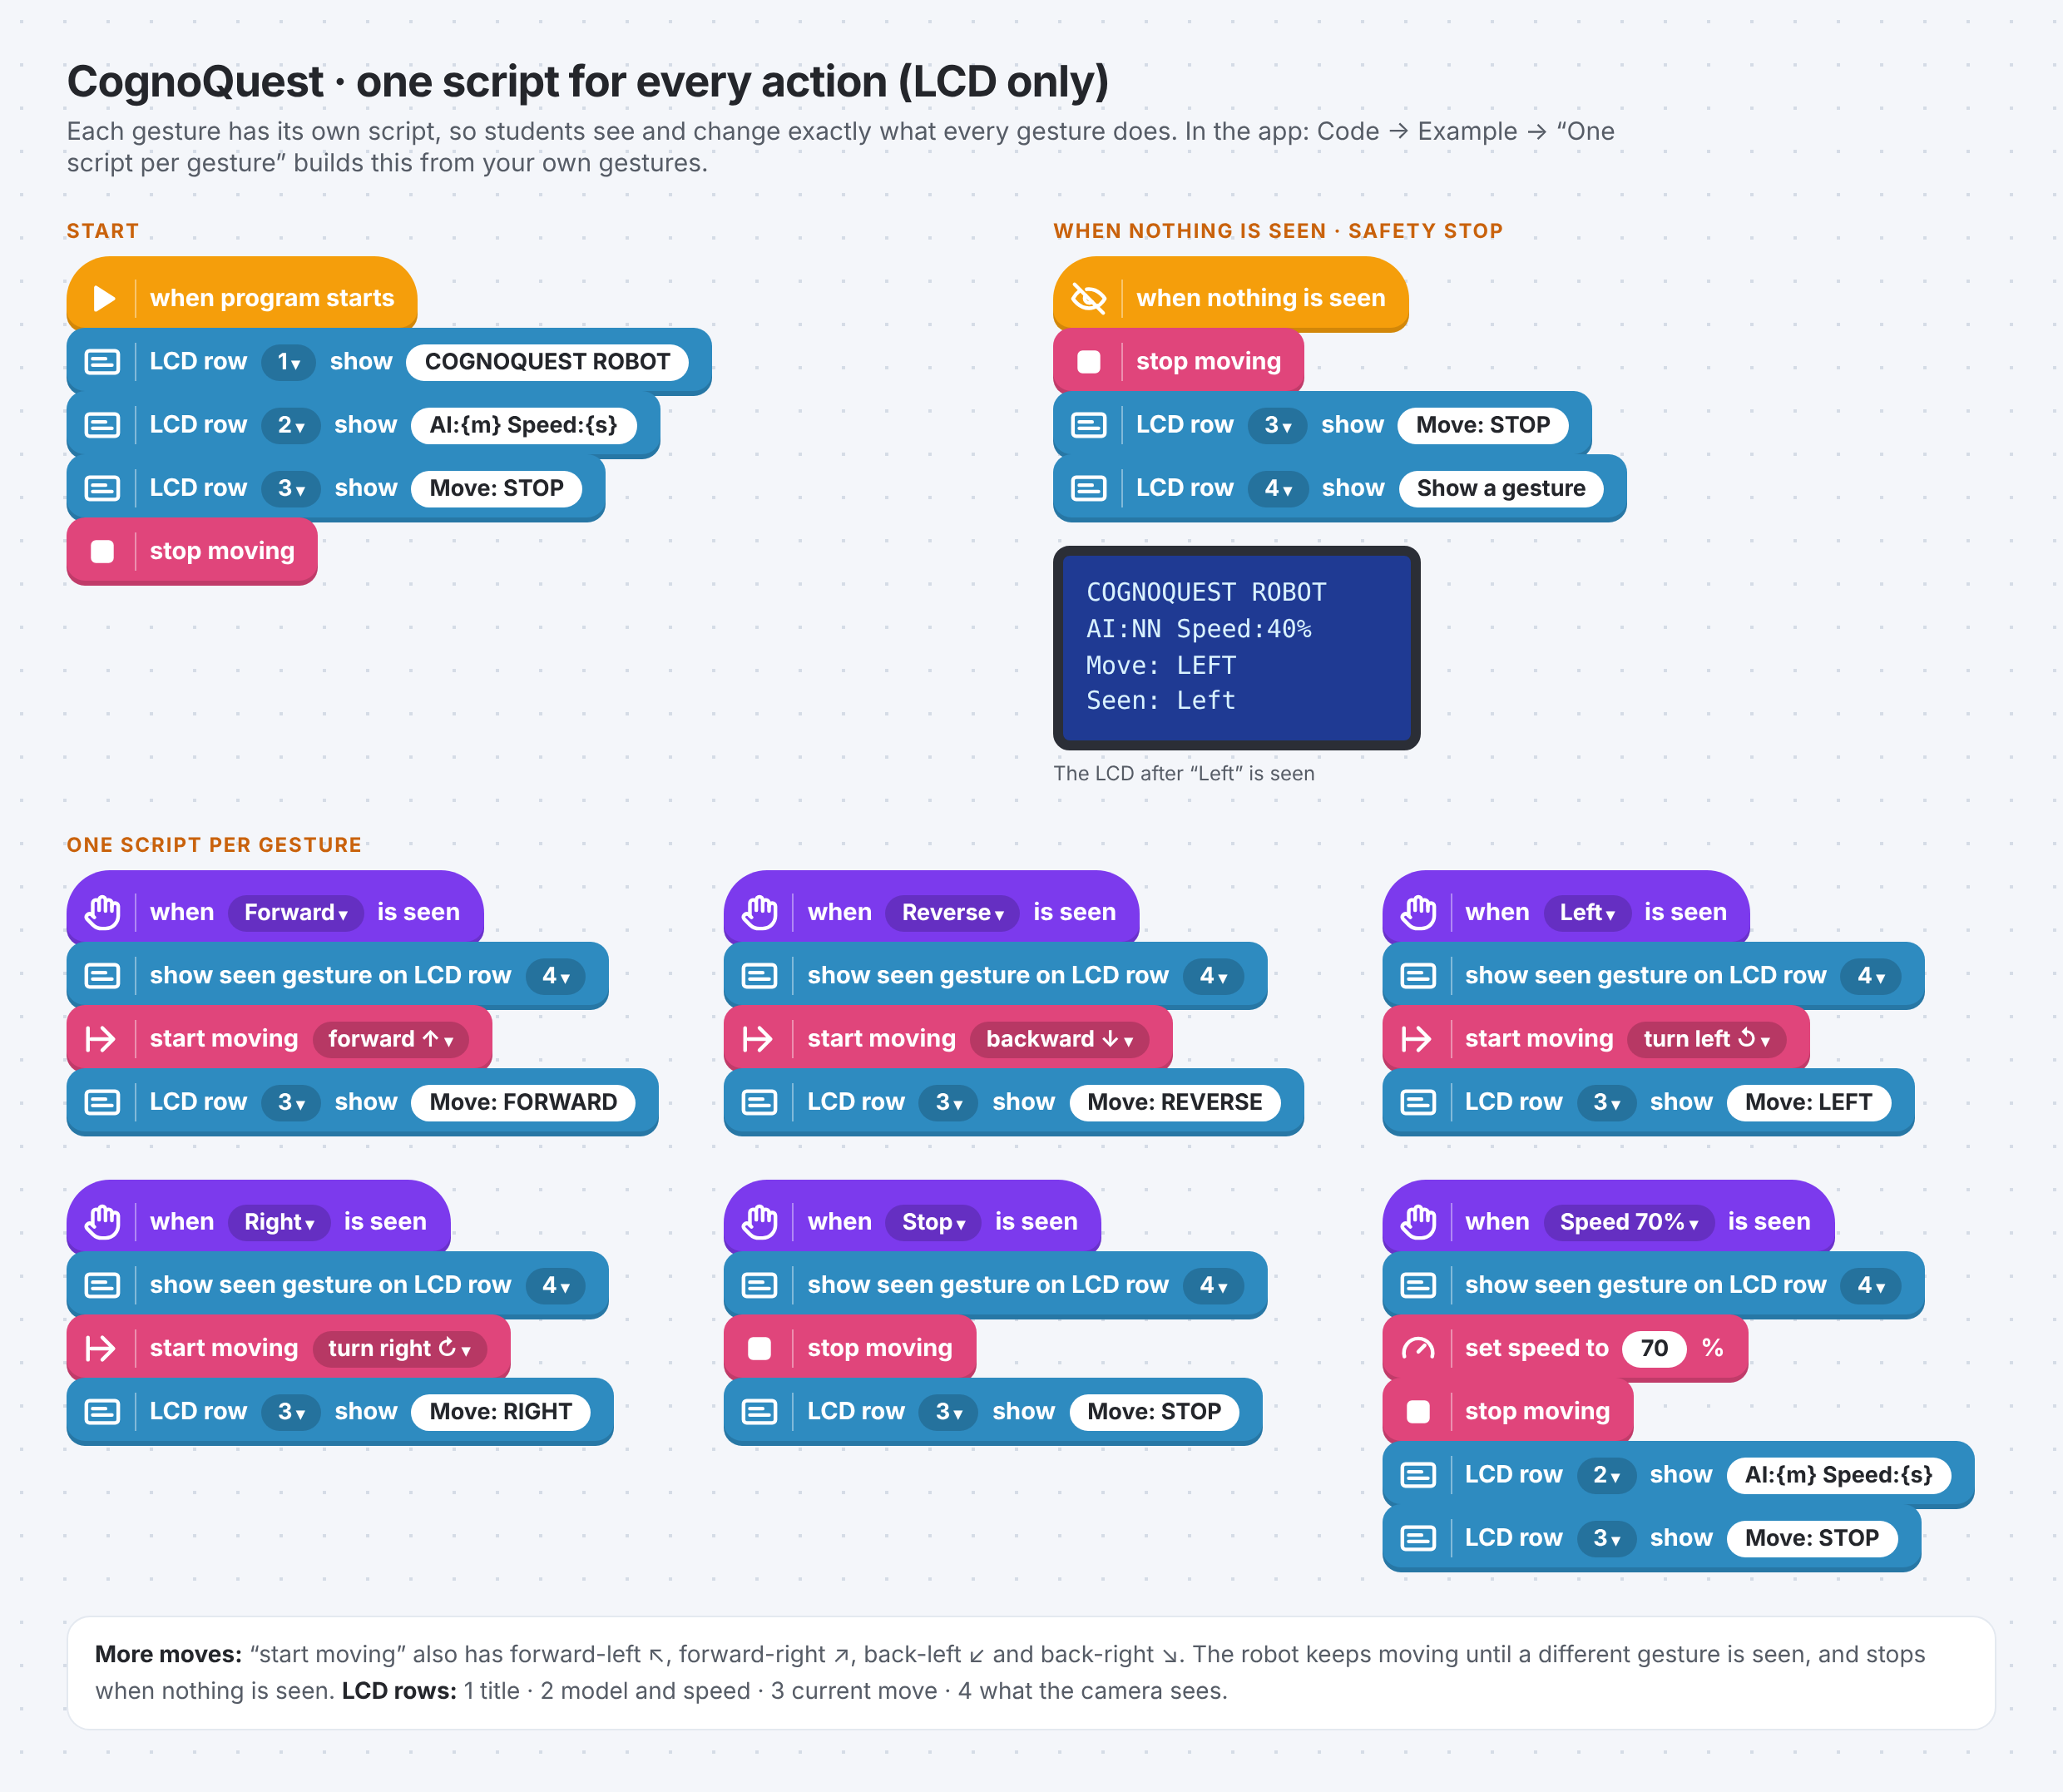 CognoQuest · one script for every action (LCD only)
Each gesture has its own script, so students see and change exactly what every gesture does. In the app: Code → Example → “One
script per gesture” builds this from your own gestures.
START
when program starts
LCD row 1▾ show COGNOQUEST ROBOT
LCD row 2▾ show AI:{m} Speed:{s}
LCD row 3▾ show Move: STOP
stop moving
WHEN NOTHING IS SEEN · SAFETY STOP
when nothing is seen
stop moving
LCD row 3▾ show Move: STOP
LCD row 4▾ show Show a gesture
COGNOQUEST ROBOT
AI:NN Speed:40%
Move: LEFT
Seen: Left
The LCD after “Left” is seen
ONE SCRIPT PER GESTURE
when Forward▾ is seen
show seen gesture on LCD row 4▾
start moving forward ↑▾
LCD row 3▾ show Move: FORWARD
when Reverse▾ is seen
show seen gesture on LCD row 4▾
start moving backward ↓▾
LCD row 3▾ show Move: REVERSE
when Left▾ is seen
show seen gesture on LCD row 4▾
start moving turn left ↺▾
LCD row 3▾ show Move: LEFT
when Right▾ is seen
show seen gesture on LCD row 4▾
start moving turn right ↻▾
LCD row 3▾ show Move: RIGHT
when Stop▾ is seen
show seen gesture on LCD row 4▾
stop moving
LCD row 3▾ show Move: STOP
when Speed 70%▾ is seen
show seen gesture on LCD row 4▾
set speed to 70 %
stop moving
LCD row 2▾ show AI:{m} Speed:{s}
LCD row 3▾ show Move: STOP
More moves: “start moving” also has forward-left ↖, forward-right ↗, back-left ↙ and back-right ↘. The robot keeps moving until a different gesture is seen, and stops
when nothing is seen. LCD rows: 1 title · 2 model and speed · 3 current move · 4 what the camera sees.